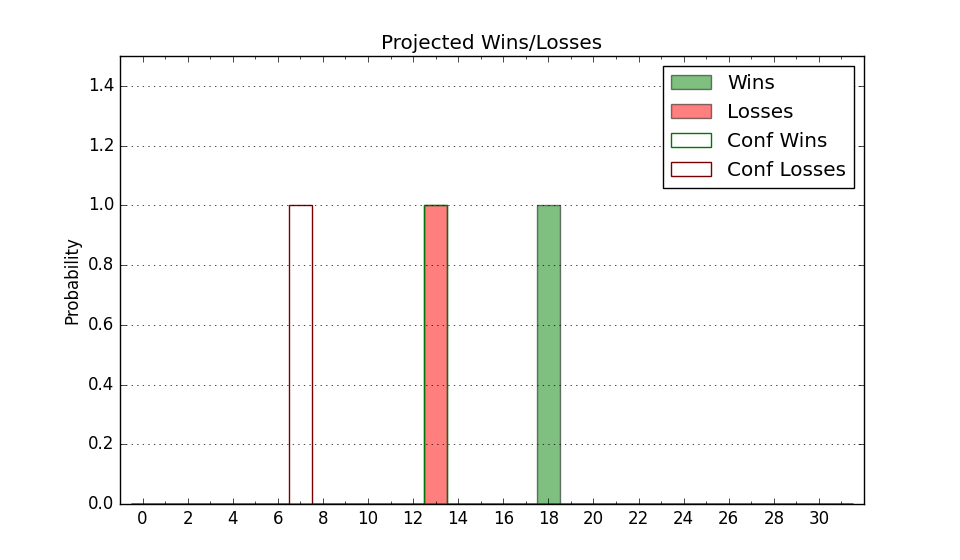 Projected Wins/Losses
Wins
Losses
Conf Wins
Conf Losses
Probability
1.4
1.2
1.0
0.8
0.6
0.4
0.2
0.0
0 2 4 6 8 10 12 14 16 18 20 22 24 26 28 30